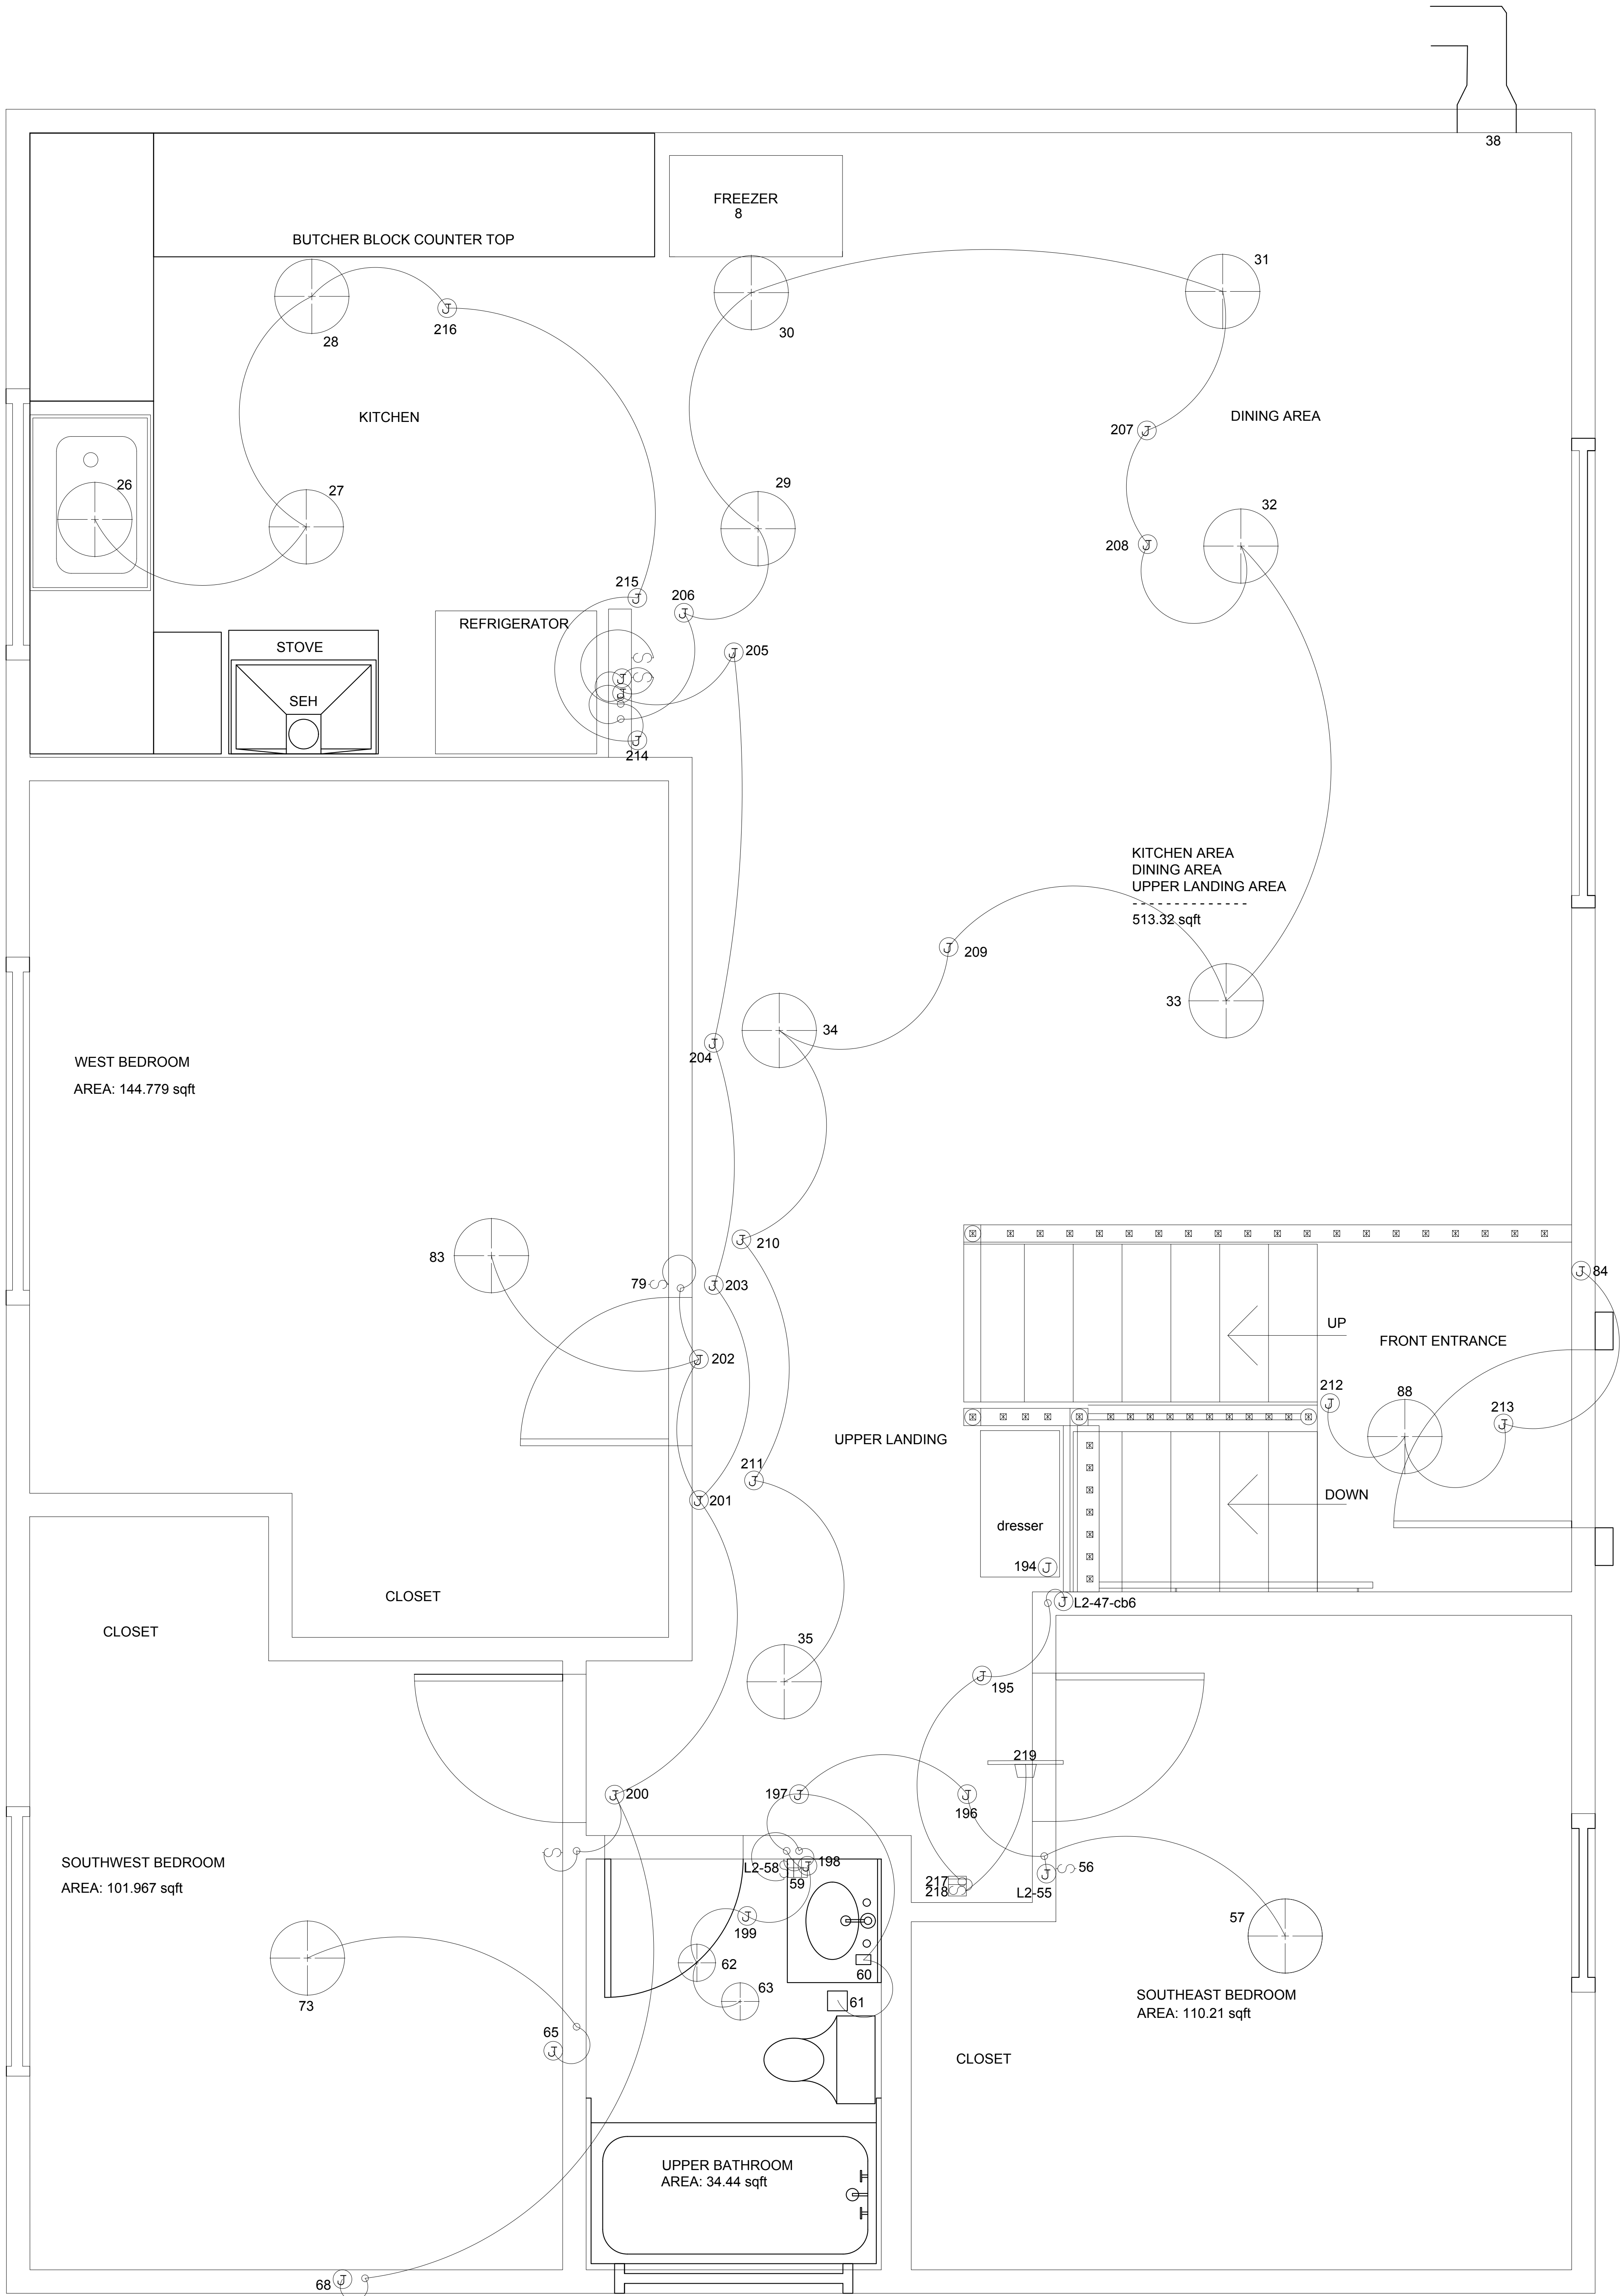 38
FREEZER
8
BUTCHER BLOCK COUNTER TOP
31
216
28
30
KITCHEN
DINING AREA
207
26
27
29
32
208
215
206
REFRIGERATOR
205
STOVE
S
J
S
J
SEH
214
KITCHEN AREA
DINING AREA
UPPER LANDING AREA
- - - - - - - - - - - - - -
513.32 sqft
209
33
34
204
WEST BEDROOM
AREA: 144.779 sqft
210
83
79 S
203
84
UP
FRONT ENTRANCE
202
212
88
213
UPPER LANDING
211
201
DOWN
dresser
194
CLOSET
L2-47-cb6
CLOSET
35
195
219
200
197
196
S
SOUTHWEST BEDROOM
AREA: 101.967 sqft
L2-58
198
59
S 56
217
218 S
L2-55
199
57
62
60
63
61
73
SOUTHEAST BEDROOM
AREA: 110.21 sqft
65
CLOSET
UPPER BATHROOM
AREA: 34.44 sqft
68